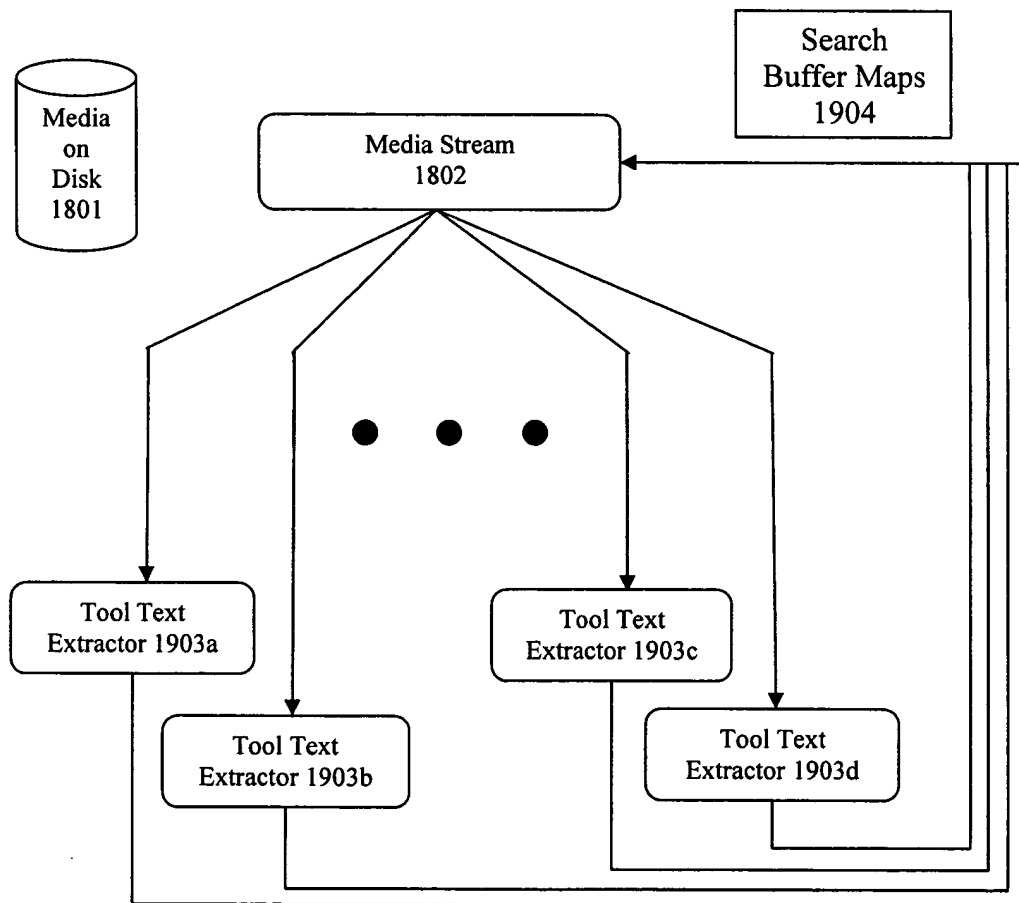 Search
Buffer Maps
1904
Media
on
Disk
1801
Media Stream
1802
Tool Text
Extractor 1903a
Tool Text
Extractor 1903c
Tool Text
Extractor 1903b
Tool Text
Extractor 1903d